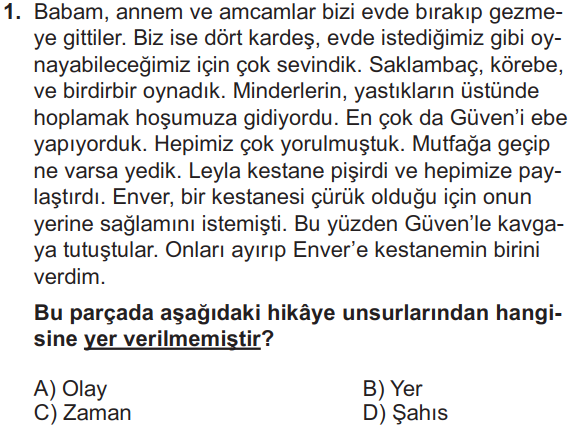 1. Babam, annem ve amcamlar bizi evde bırakıp gezme-
ye gittiler. Biz ise dört kardeş, evde istediğimiz gibi oy-
nayabileceğimiz için çok sevindik. Saklambaç, körebe,
ve birdirbir oynadık. Minderlerin, yastıkların üstünde
hoplamak hoşumuza gidiyordu. En çok da Güven’i ebe
yapıyorduk. Hepimiz çok yorulmuştuk. Mutfağa geçip
ne varsa yedik. Leyla kestane pişirdi ve hepimize pay-
laştırdı. Enver, bir kestanesi çürük olduğu için onun
yerine sağlamını istemişti. Bu yüzden Güven’le kavga-
ya tutuştular. Onları ayırıp Enver’e kestanemin birini
verdim.
Bu parçada aşağıdaki hikâye unsurlarından hangi-
sine yer verilmemiştir?
A) Olay B) Yer
C) Zaman D) Şahıs